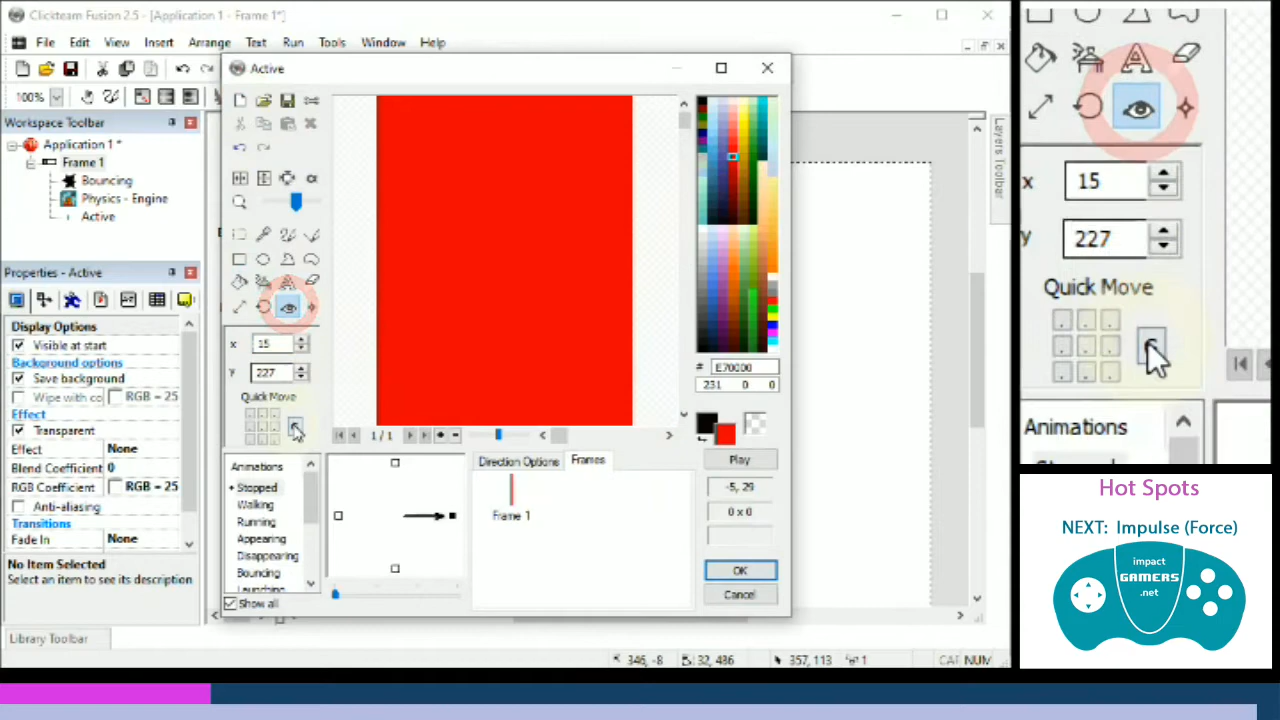 Clickteam Fusion 2.5 - [Application 1 - Frame 1*]
File Edit View Insert Arrange Text Run Tools Window Help
100%
Workspace Toolbar
Application 1 *
Frame 1
Bouncing
Physics - Engine
Active
Properties - Active
Display Options
Visible at start
Background options
Save background
Wipe with co RGB = 25
Effect
Transparent
Effect None
Blend Coefficient 0
RGB Coefficient RGB = 25
Anti-aliasing
Transitions
Fade In None
No Item Selected
Select an item to see its description
Library Toolbar
Active
x 15
y 227
Quick Move
1 / 1
Animations
Stopped
Walking
Running
Appearing
Disappearing
Bouncing
Launching
Show all
Direction Options Frames
Frame 1
# E70000
231 0 0
Play
-5, 29
0 x 0
OK
Cancel
Layers Toolbar
346, -8 32, 486 357, 113 1 CAP NUM
x 15
y 227
Quick Move
Animations
Hot Spots
NEXT: Impulse (Force)
impact
GAMERS
.net